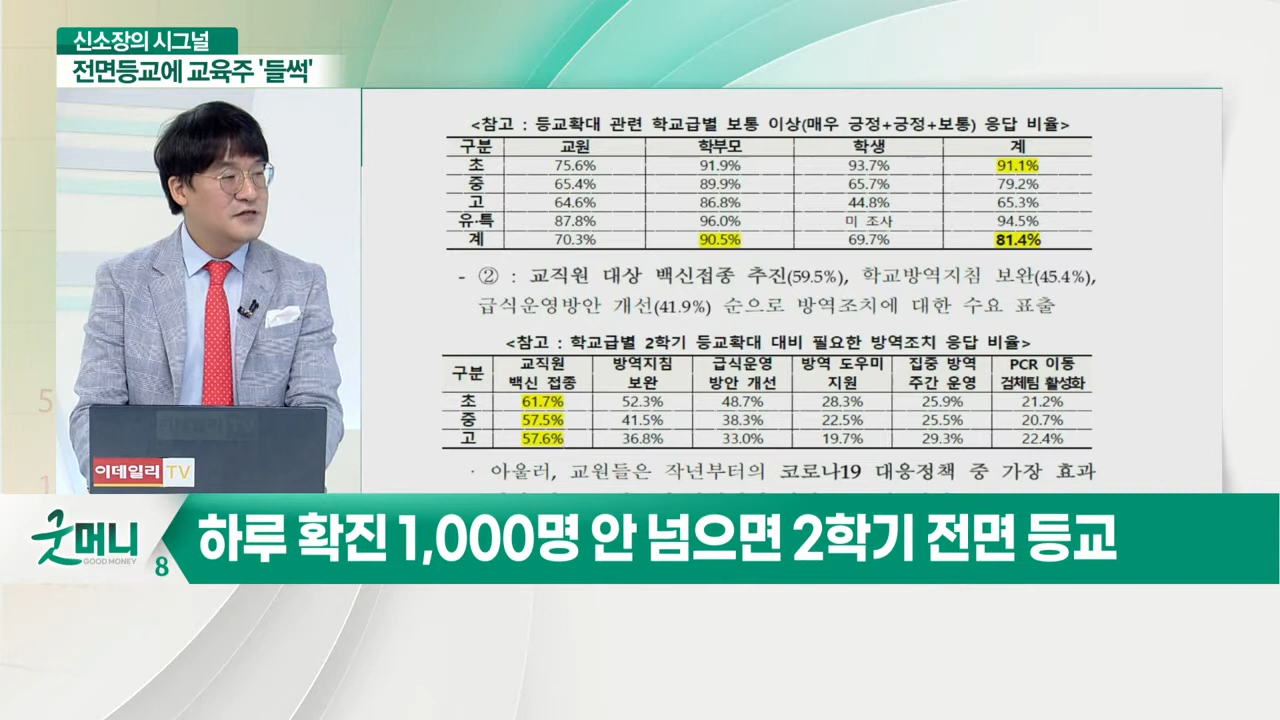 신소장의 시그널
전면등교에 교육주 '들썩'
<참고 : 등교확대 관련 학교급별 보통 이상(매우 긍정+긍정+보통) 응답 비율>
구분 교원 학부모 학생 계
초 75.6% 91.9% 93.7% 91.1%
중 65.4% 89.9% 65.7% 79.2%
고 64.6% 86.8% 44.8% 65.3%
유·특 87.8% 96.0% 미 조사 94.5%
계 70.3% 90.5% 69.7% 81.4%
- ② : 교직원 대상 백신접종 추진(59.5%), 학교방역지침 보완(45.4%),
급식운영방안 개선(41.9%) 순으로 방역조치에 대한 수요 표출
<참고 : 학교급별 2학기 등교확대 대비 필요한 방역조치 응답 비율>
구분 교직원 백신 접종 방역지침 보완 급식운영 방안 개선 방역 도우미 지원 집중 방역 주간 운영 PCR 이동 검체팀 활성화
초 61.7% 52.3% 48.7% 28.3% 25.9% 21.2%
중 57.5% 41.5% 38.3% 22.5% 25.5% 20.7%
고 57.6% 36.8% 33.0% 19.7% 29.3% 22.4%
· 아울러, 교원들은 작년부터의 코로나19 대응정책 중 가장 효과
이데일리TV
이데일리 TV
굿머니
GOOD MONEY
8
하루 확진 1,000명 안 넘으면 2학기 전면 등교
5
1